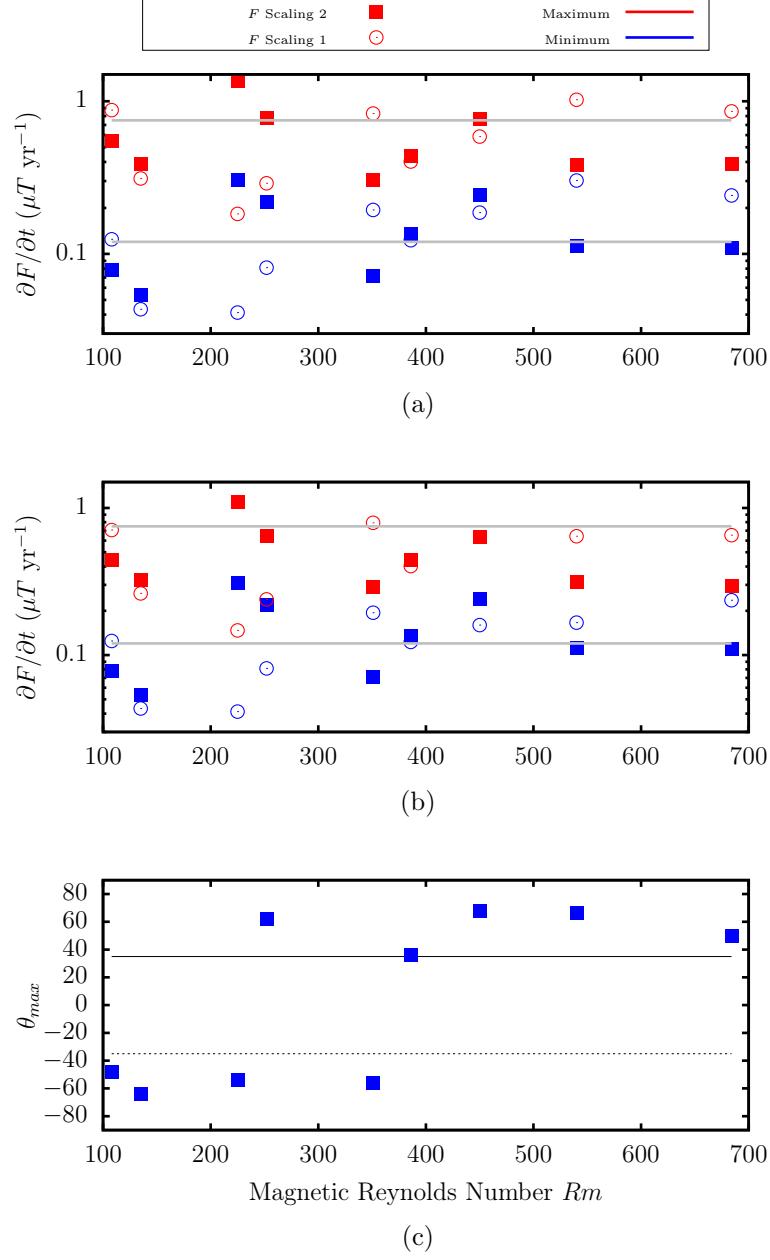 F Scaling 2 Maximum
F Scaling 1 Minimum
1
0.1
∂F/∂t (μT yr⁻¹)
100 200 300 400 500 600 700
(a)
1
0.1
∂F/∂t (μT yr⁻¹)
100 200 300 400 500 600 700
(b)
80
60
40
20
0
−20
−40
−60
−80
θmax
100 200 300 400 500 600 700
Magnetic Reynolds Number Rm
(c)